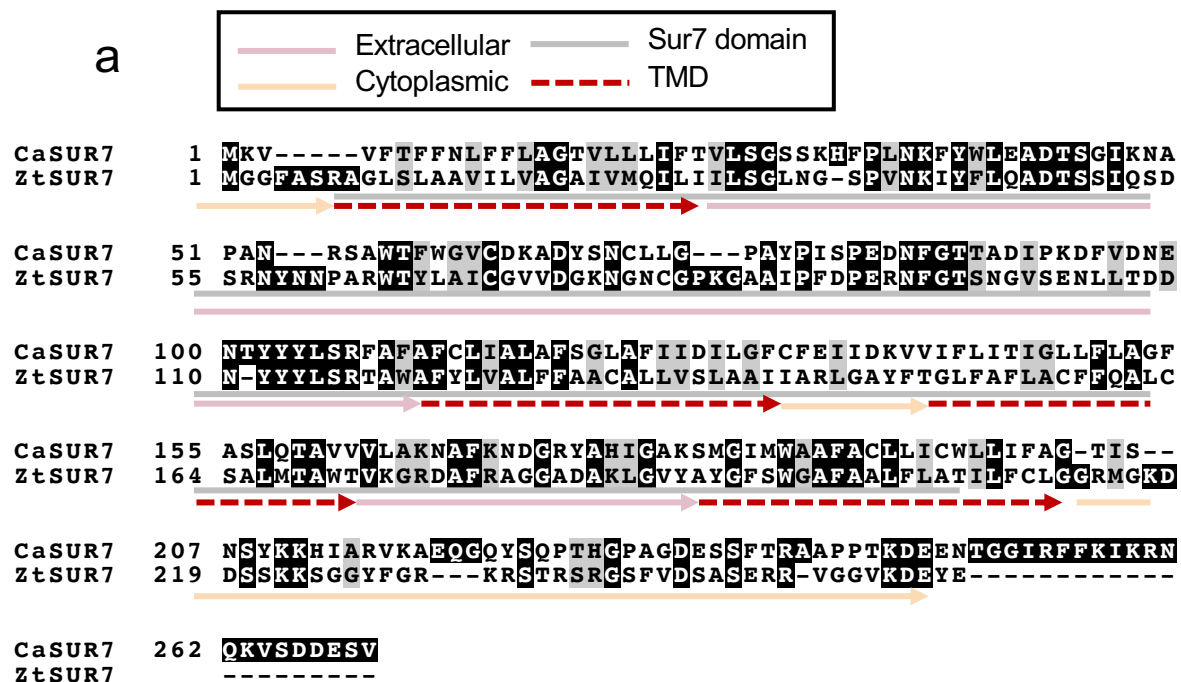 a
Extracellular Sur7 domain
Cytoplasmic TMD
CaSUR7 1 MKV-----VFTFFNLFFLAGTVLLLIFTVLSGSSKHFPLNKFYWLEADTSGIKNA
ZtSUR7 1 MGGFASRAGLSLAAVILVAGAIVMQILIILSGLNG-SPVNKIYFLQADTSSIQSD
CaSUR7 51 PAN---RSAWTFWGVCDKADYSNCLLG---PAYPISPEDNFGTTADIPKDFVDNE
ZtSUR7 55 SRNYNNPARWTYLAICGVVDGKNGNCGPKGAAIPFDPERNFGTSNGVSENLLTDD
CaSUR7 100 NTYYYLSRFAFAFCLIALAFSGLAFIIDILGFCFEIIDKVVIFLITIGLLFLAGF
ZtSUR7 110 N-YYYLSRTAWAFYLVALFFAACALLVSLAAIIARLGAYFTGLFAFLACFFQALC
CaSUR7 155 ASLQTAVVVLAKNAFKNDGRYAHIGAKSMGIMWAAFACLLICWLLIFAG-TIS--
ZtSUR7 164 SALMTAWTVKGRDAFRAGGADAKLGVYAYGFSWGAFAALFLATILFCLGGRMGKD
CaSUR7 207 NSYKKHIARVKAEQGQYSQPTHGPAGDESSFTRAAPPTKDEENTGGIRFFKIKRN
ZtSUR7 219 DSSKKSGGYFGR---KRSTRSRGSFVDSASERR-VGGVKDEYE------------
CaSUR7 262 QKVSDDESV
ZtSUR7 ---------